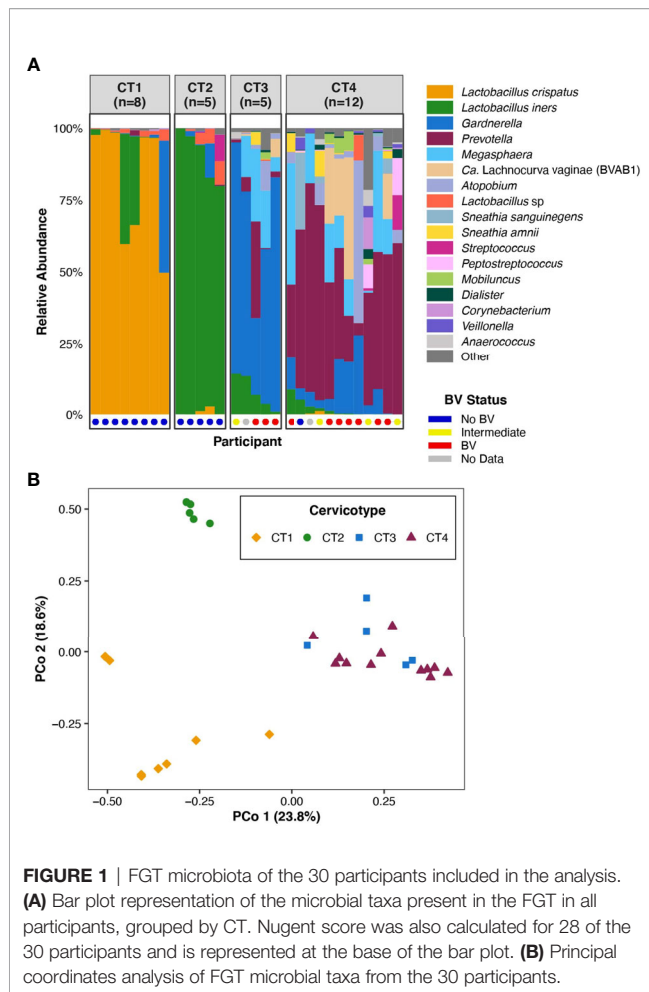 A
CT1 CT2 CT3 CT4
(n=8) (n=5) (n=5) (n=12)
100%
75%
50%
25%
0%
Relative Abundance
Participant
Lactobacillus crispatus
Lactobacillus iners
Gardnerella
Prevotella
Megasphaera
Ca. Lachnocurva vaginae (BVAB1)
Atopobium
Lactobacillus sp
Sneathia sanguinegens
Sneathia amnii
Streptococcus
Peptostreptococcus
Mobiluncus
Dialister
Corynebacterium
Veillonella
Anaerococcus
Other
BV Status
No BV
Intermediate
BV
No Data
B
Cervicotype
CT1 CT2 CT3 CT4
0.50
0.25
0.00
−0.25
PCo 2 (18.6%)
−0.50 −0.25 0.00 0.25
PCo 1 (23.8%)
FIGURE 1 | FGT microbiota of the 30 participants included in the analysis.
(A) Bar plot representation of the microbial taxa present in the FGT in all
participants, grouped by CT. Nugent score was also calculated for 28 of the
30 participants and is represented at the base of the bar plot. (B) Principal
coordinates analysis of FGT microbial taxa from the 30 participants.